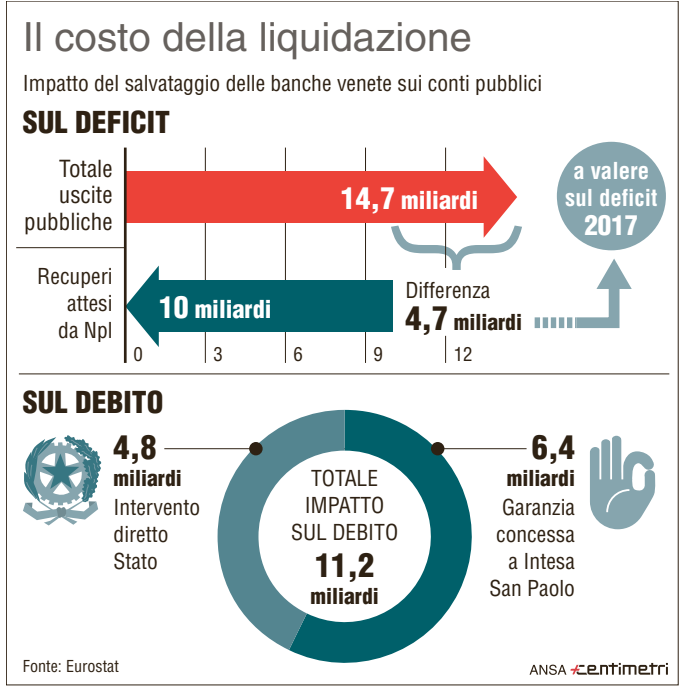 Il costo della liquidazione
Impatto del salvataggio delle banche venete sui conti pubblici
SUL DEFICIT
Totale
uscite
pubbliche
14,7 miliardi
a valere
sul deficit
2017
Recuperi
attesi
da Npl
10 miliardi
Differenza
4,7 miliardi
0 3 6 9 12
SUL DEBITO
4,8
miliardi
Intervento
diretto
Stato
TOTALE
IMPATTO
SUL DEBITO
11,2
miliardi
6,4
miliardi
Garanzia
concessa
a Intesa
San Paolo
Fonte: Eurostat
ANSA centimetri